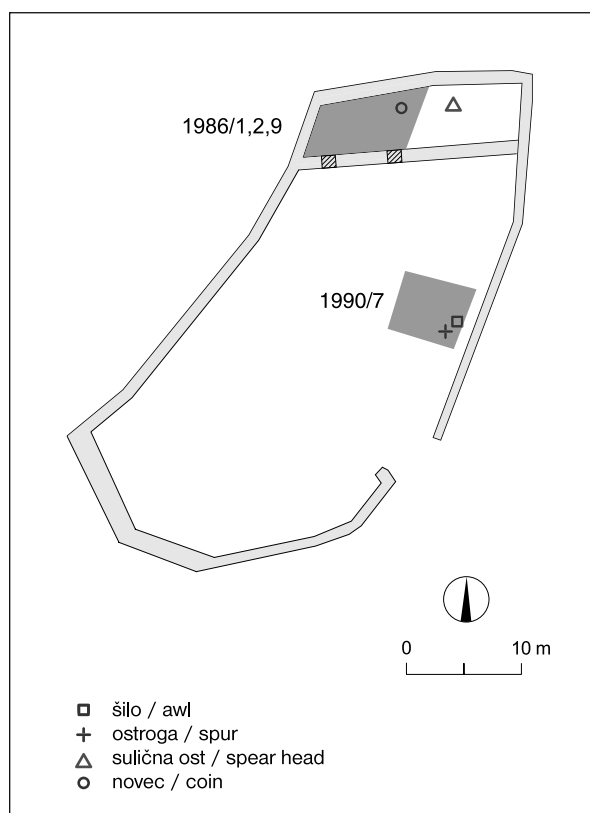 1986/1,2,9
1990/7
0 10 m
šilo / awl
ostroga / spur
sulična ost / spear head
novec / coin